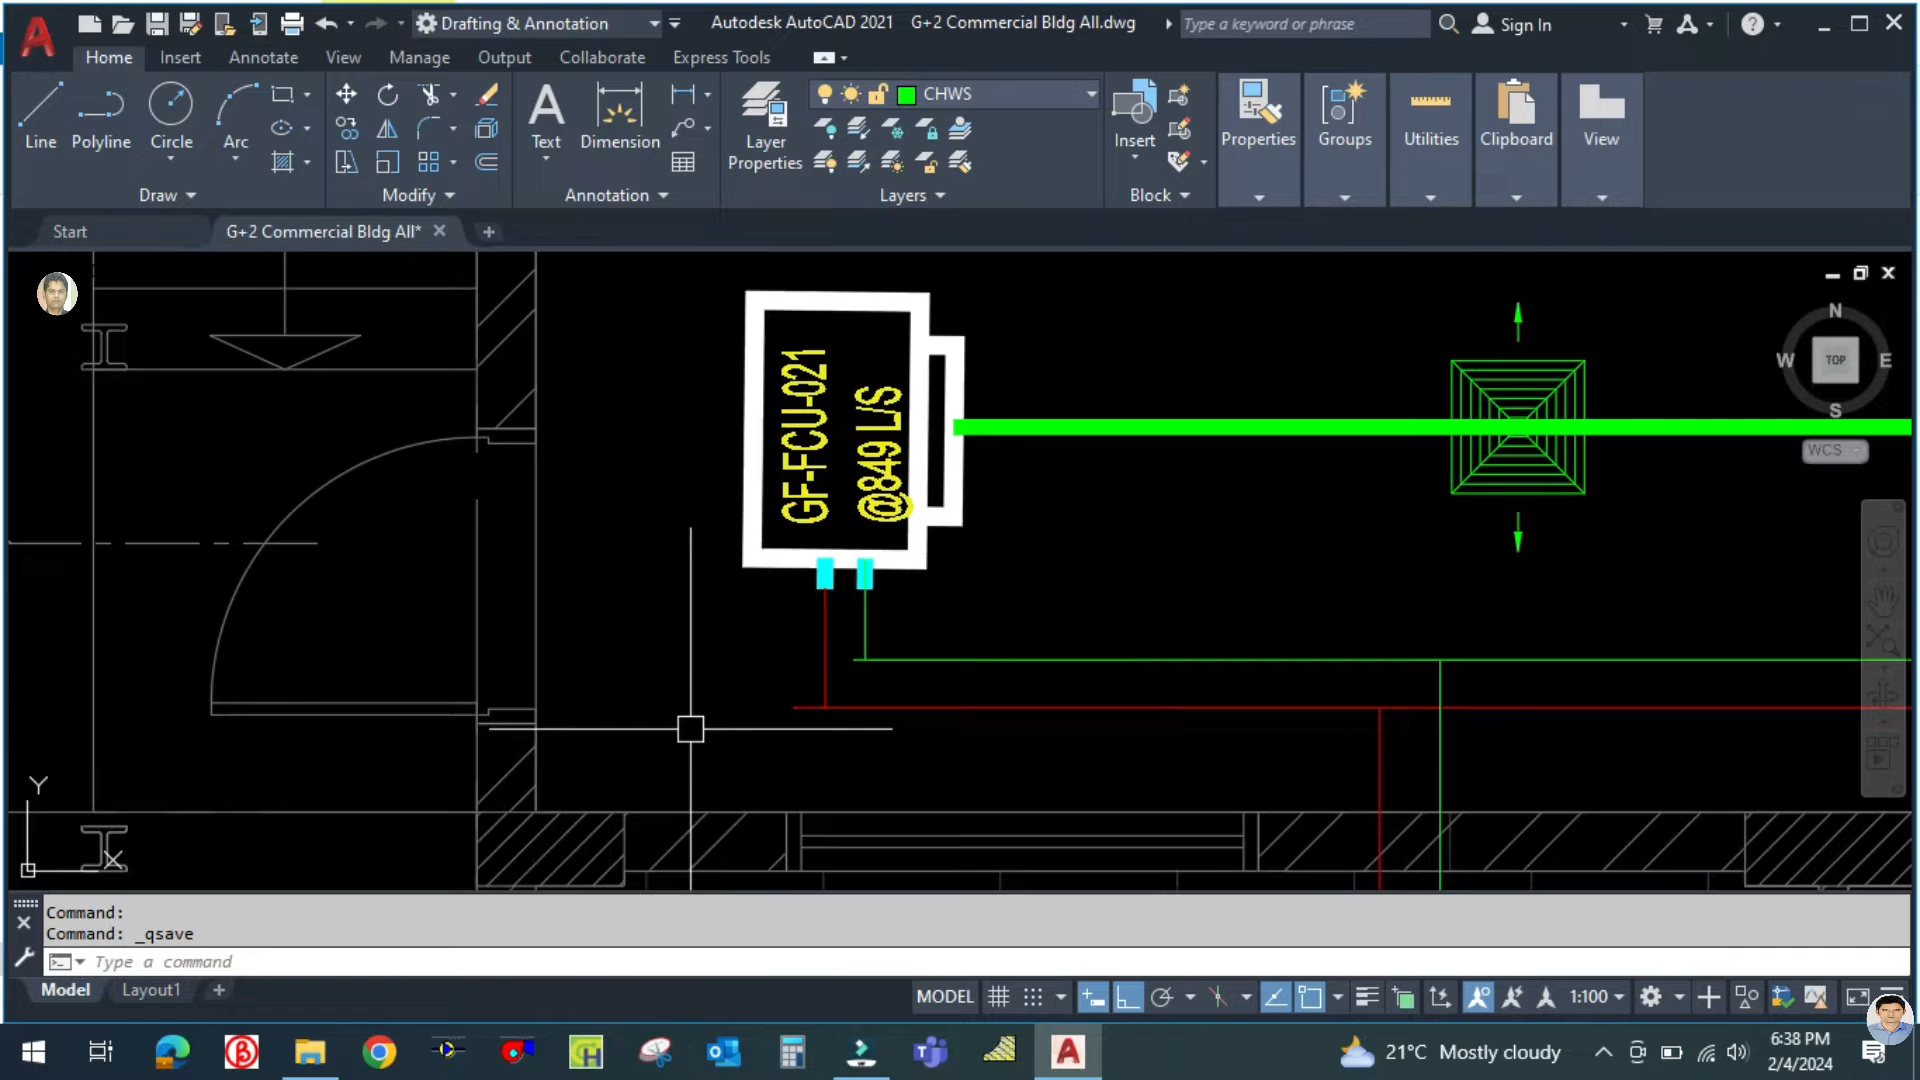 Drafting & Annotation
Autodesk AutoCAD 2021 G+2 Commercial Bldg All.dwg
Type a keyword or phrase
Sign In
Home Insert Annotate View Manage Output Collaborate Express Tools
CHWS
Line Polyline Circle Arc
Text Dimension
Layer Properties
Insert
Properties Groups Utilities Clipboard View
Draw Modify Annotation Layers Block
Start
G+2 Commercial Bldg All*
GF-FCU-021
@849 L/S
N
W TOP E
S
WCS
Y
X
Command:
Command: _qsave
Type a command
Model Layout1
MODEL
1:100
21°C Mostly cloudy
6:38 PM
2/4/2024